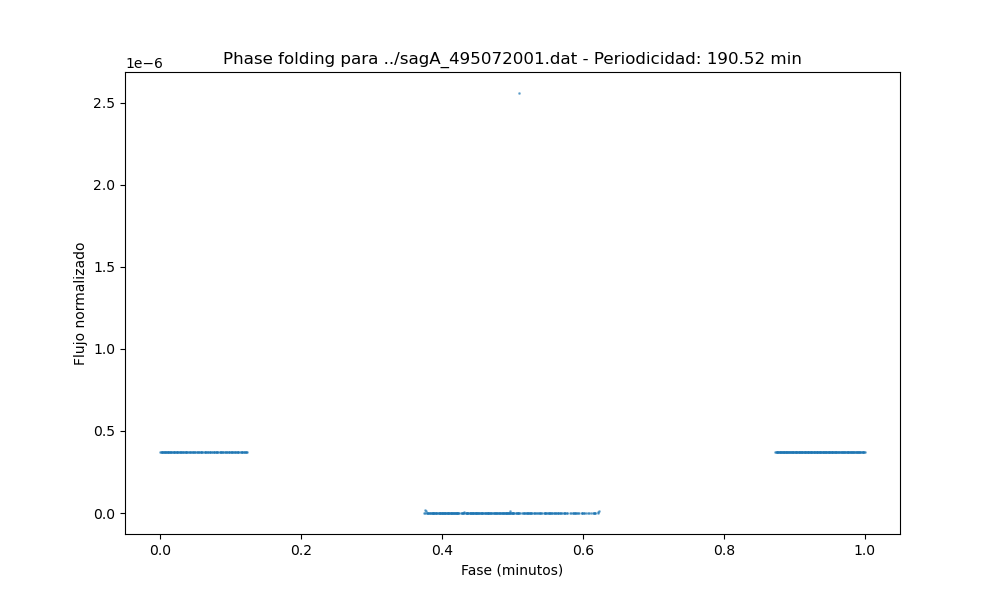 Phase folding para ../sagA_495072001.dat - Periodicidad: 190.52 min
1e−6
2.5
2.0
1.5
1.0
0.5
0.0
Flujo normalizado
0.0 0.2 0.4 0.6 0.8 1.0
Fase (minutos)